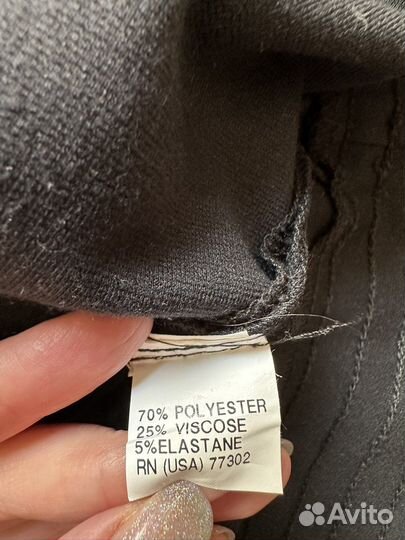 70% POLYESTER
25% VISCOSE
5%ELASTANE
RN (USA) 77302
Avito